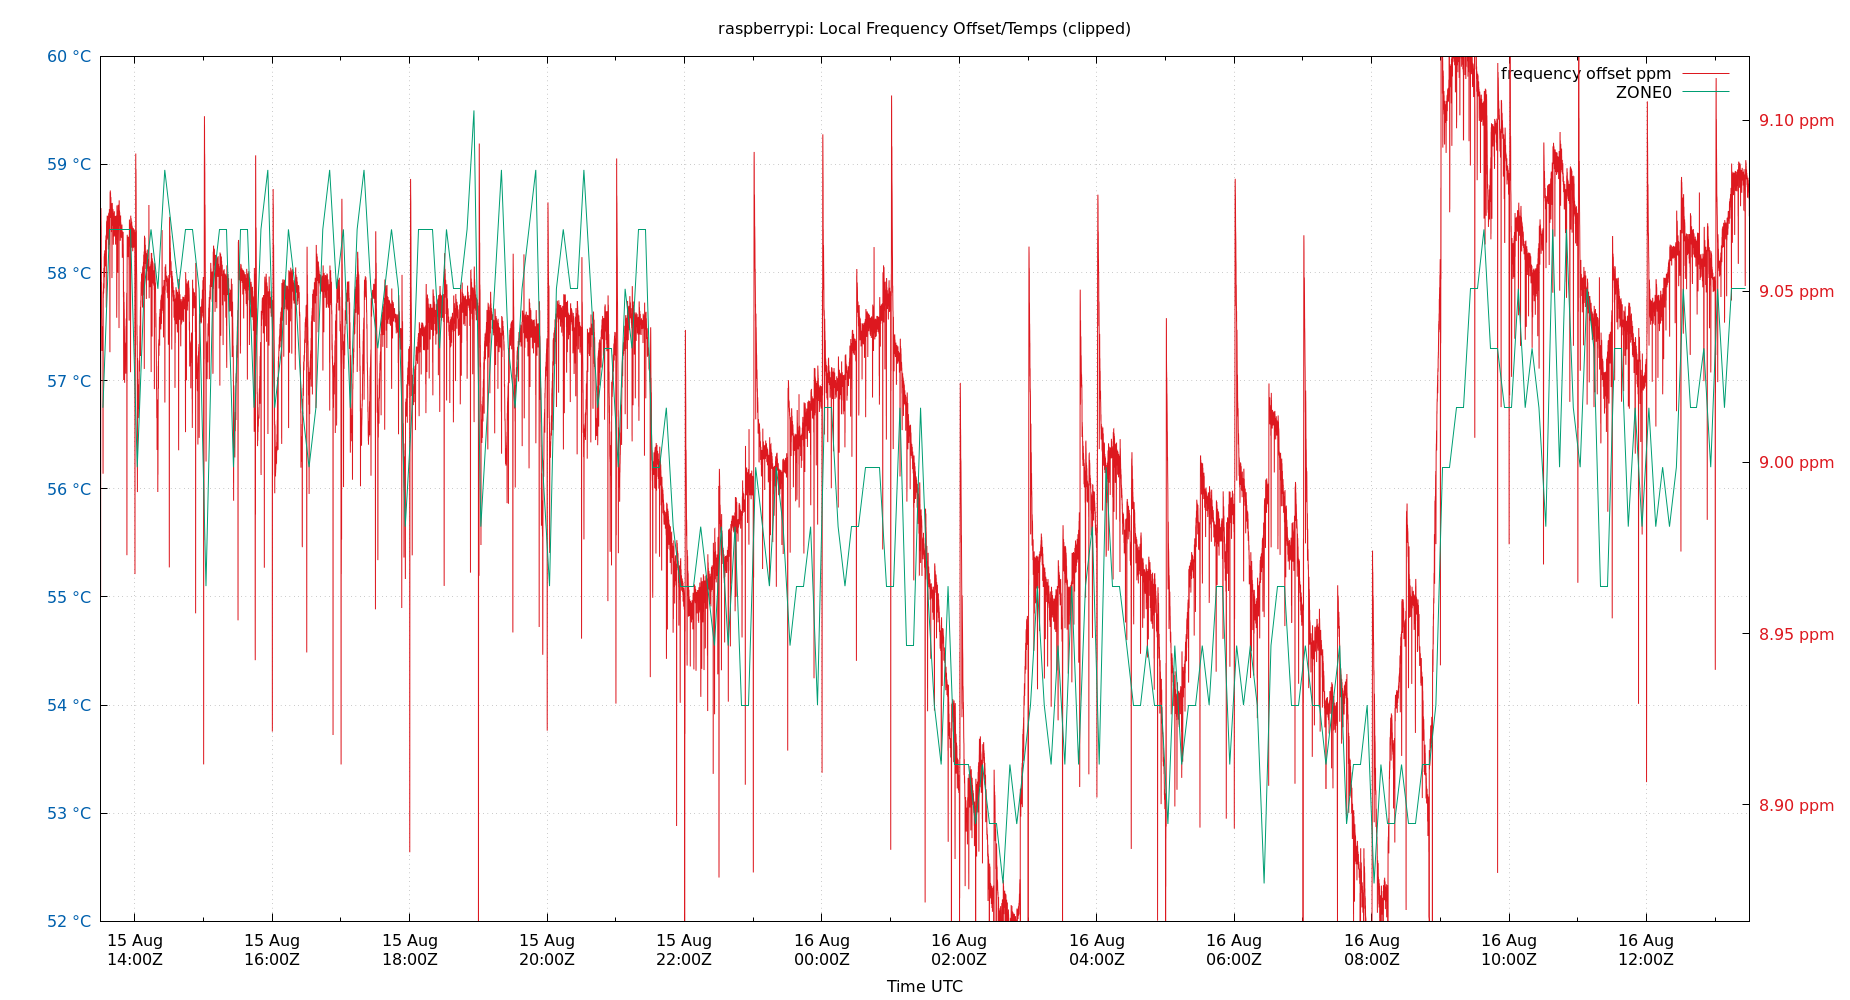 raspberrypi: Local Frequency Offset/Temps (clipped)
60 °C
59 °C
58 °C
57 °C
56 °C
55 °C
54 °C
53 °C
52 °C
frequency offset ppm
ZONE0
9.10 ppm
9.05 ppm
9.00 ppm
8.95 ppm
8.90 ppm
15 Aug 15 Aug 15 Aug 15 Aug 15 Aug 16 Aug 16 Aug 16 Aug 16 Aug 16 Aug 16 Aug 16 Aug
14:00Z 16:00Z 18:00Z 20:00Z 22:00Z 00:00Z 02:00Z 04:00Z 06:00Z 08:00Z 10:00Z 12:00Z
Time UTC